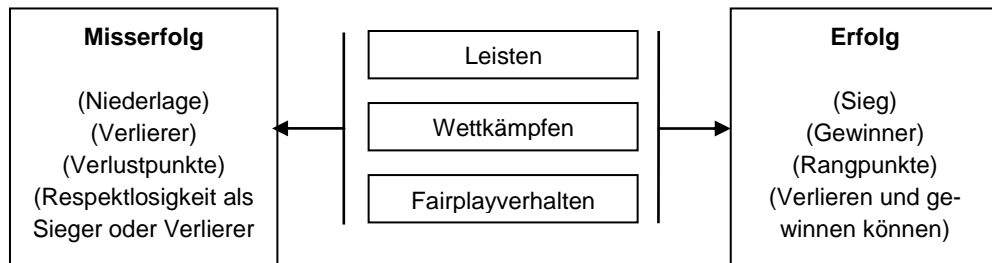 Misserfolg
(Niederlage)
(Verlierer)
(Verlustpunkte)
(Respektlosigkeit als
Sieger oder Verlierer
Leisten
Wettkämpfen
Fairplayverhalten
Erfolg
(Sieg)
(Gewinner)
(Rangpunkte)
(Verlieren und ge-
winnen können)